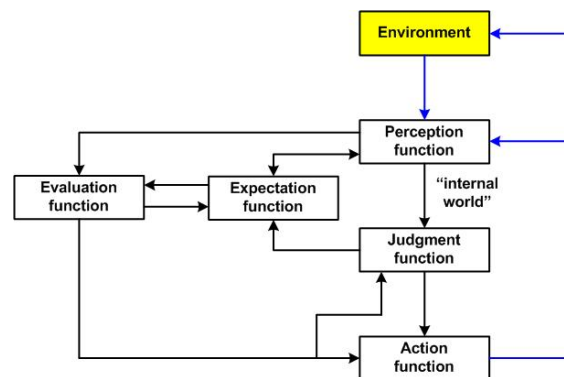 Environment
Perception
function
“internal
world”
Evaluation
function
Expectation
function
Judgment
function
Action
function